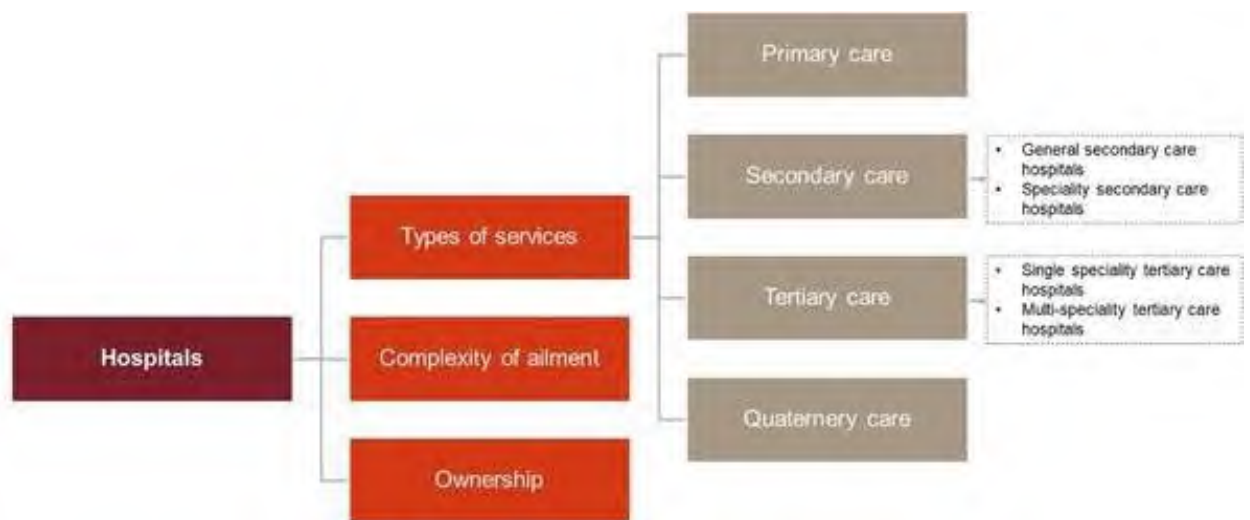 Primary care
Secondary care
• General secondary care
hospitals
• Speciality secondary care
hospitals
Types of services
Tertiary care
• Single speciality tertiary care
hospitals
• Multi-speciality tertiary care
hospitals
Hospitals
Complexity of ailment
Quaternery care
Ownership